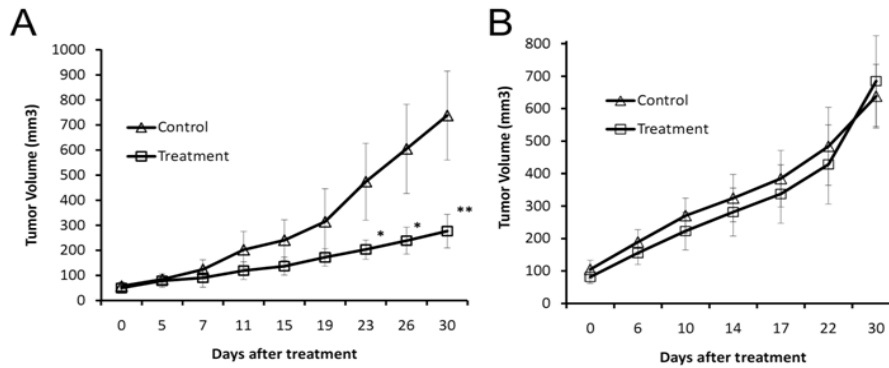 A
1000
900
800
700
600
500
400
300
200
100
0
Tumor Volume (mm3)
Control
Treatment
*
*
**
0 5 7 11 15 19 23 26 30
Days after treatment
B
800
700
600
500
400
300
200
100
0
Tumor Volume (mm3)
Control
Treatment
0 6 10 14 17 22 30
Days after treatment